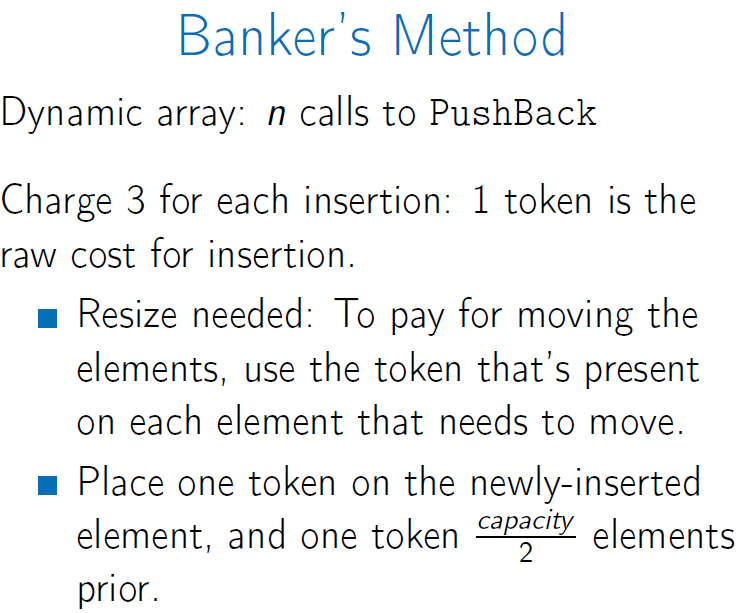 Banker's Method
Dynamic array: n calls to PushBack
Charge 3 for each insertion: 1 token is the
raw cost for insertion.
Resize needed: To pay for moving the
elements, use the token that's present
on each element that needs to move.
Place one token on the newly-inserted
element, and one token capacity/2 elements
prior.